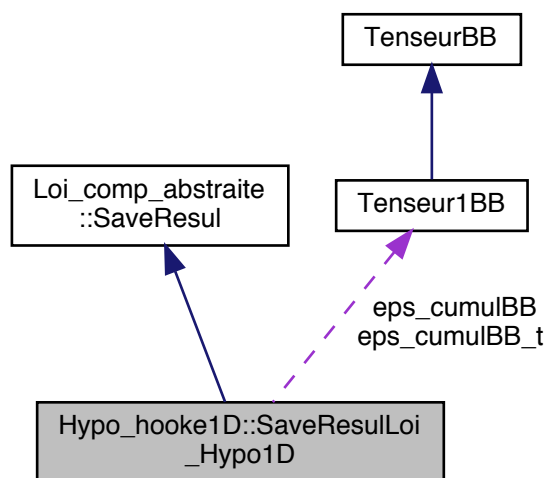 TenseurBB
Loi_comp_abstraite
::SaveResul
Tenseur1BB
eps_cumulBB
eps_cumulBB_t
Hypo_hooke1D::SaveResulLoi
_Hypo1D